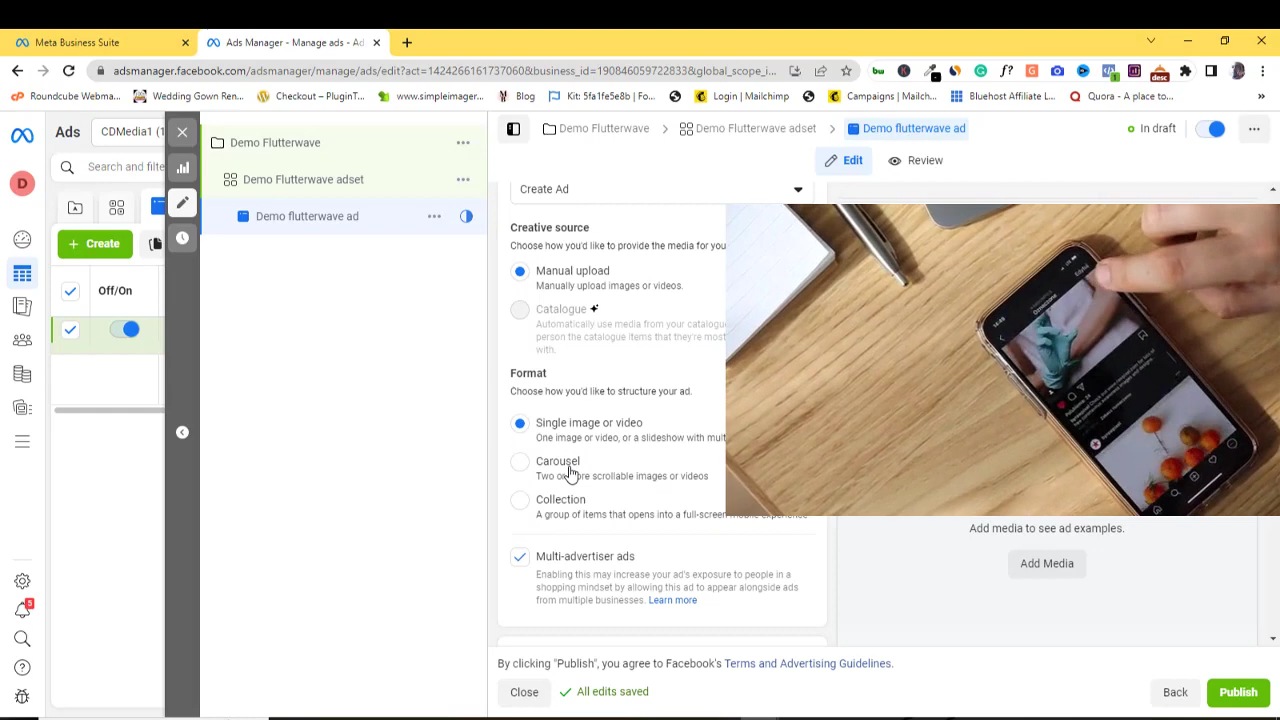 Meta Business Suite
Ads Manager - Manage ads - Ad
adsmanager.facebook.com/adsmanager/manage/ads/edit?act=1424266161737060&business_id=190846059722833&global_scope_i...
Roundcube Webma...
Wedding Gown Ren...
Checkout – PluginT...
www.simpleimager...
Blog
Kit: 5fa1fe5e8b | Fo...
Login | Mailchimp
Campaigns | Mailch...
Bluehost Affiliate L...
Quora - A place to...
»
Ads
CDMedia1 (1
Search and filte
D
+ Create
Off/On
5
Demo Flutterwave
Demo Flutterwave adset
Demo flutterwave ad
Demo Flutterwave
Demo Flutterwave adset
Demo flutterwave ad
In draft
Edit
Review
Create Ad
Creative source
Choose how you'd like to provide the media for you
Manual upload
Manually upload images or videos.
Catalogue
Automatically use media from your catalogue
person the catalogue items that they're most
with.
Format
Choose how you'd like to structure your ad.
Single image or video
One image or video, or a slideshow with mult
Carousel
Two or more scrollable images or videos
Collection
A group of items that opens into a full-screen mobile experience
Multi-advertiser ads
Enabling this may increase your ad's exposure to people in a
shopping mindset by allowing this ad to appear alongside ads
from multiple businesses. Learn more
Add media to see ad examples.
Add Media
By clicking "Publish", you agree to Facebook's Terms and Advertising Guidelines.
Close
All edits saved
Back
Publish